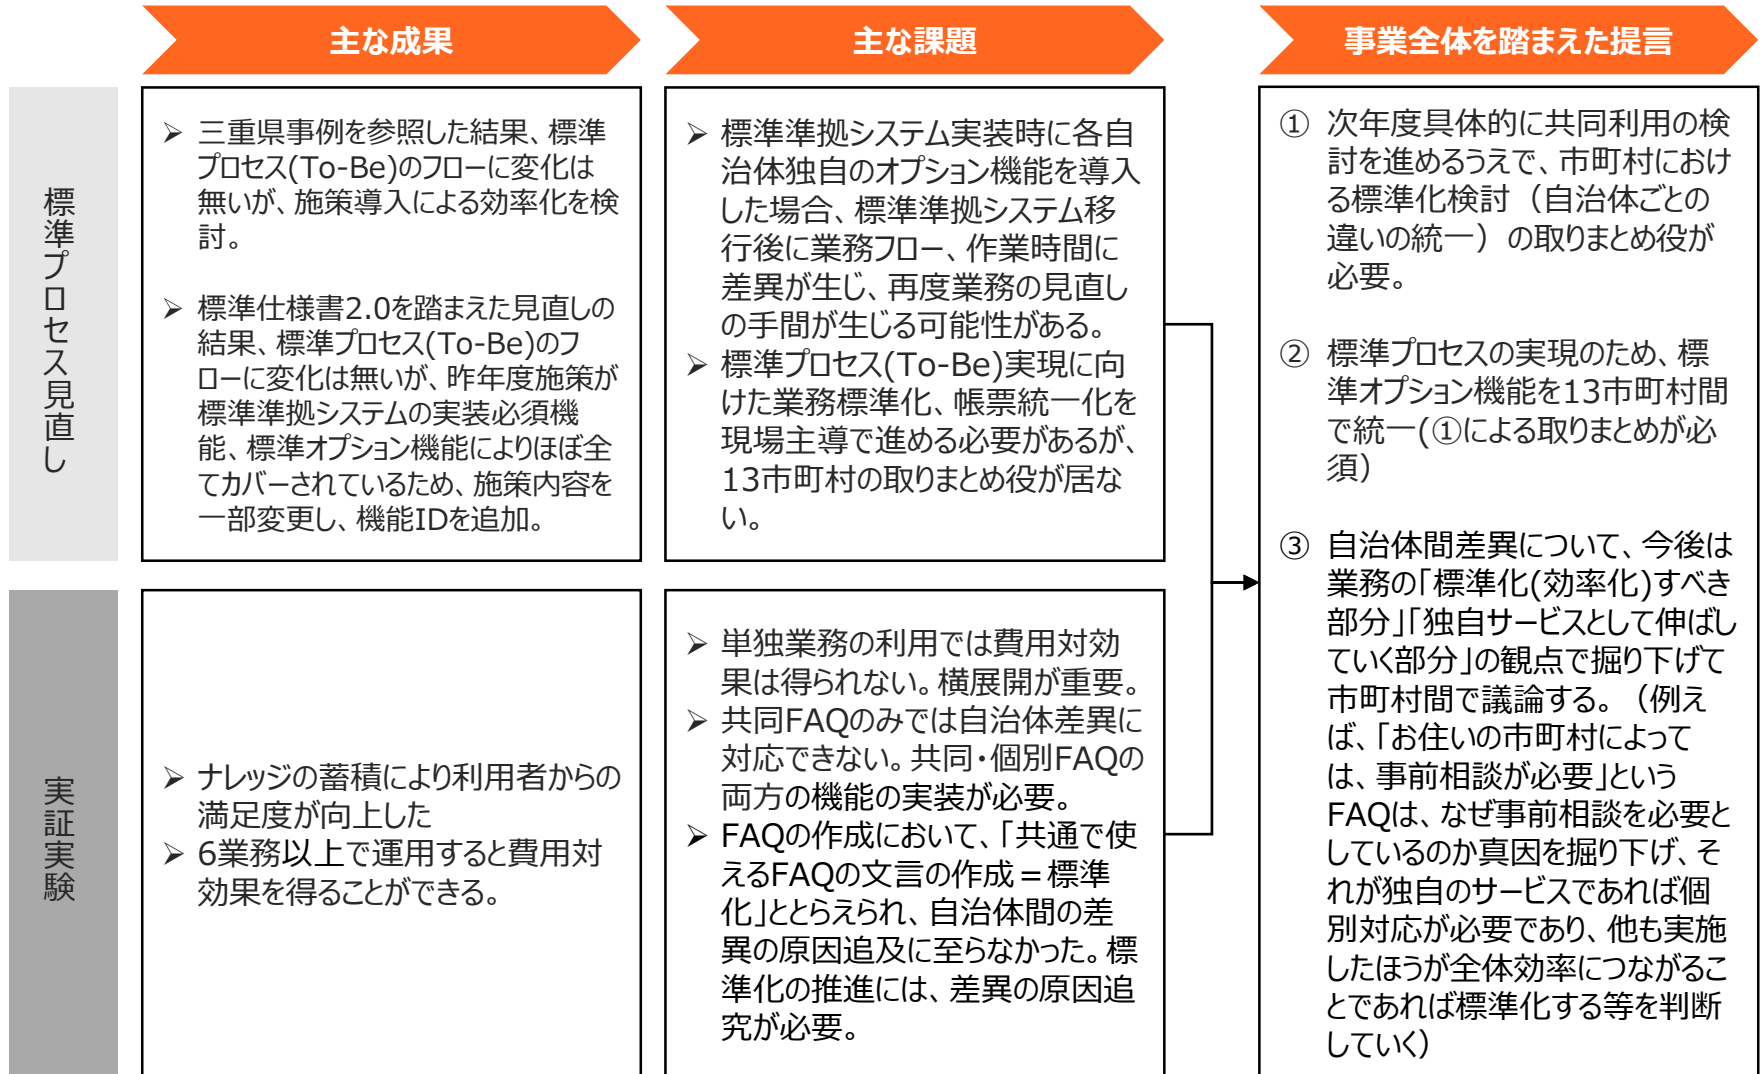 主な成果
主な課題
事業全体を踏まえた提言
標準プロセス見直し
➢ 三重県事例を参照した結果、標準
プロセス(To-Be)のフローに変化は
無いが、施策導入による効率化を検
討。
➢ 標準仕様書2.0を踏まえた見直しの
結果、標準プロセス(To-Be)のフ
ローに変化は無いが、昨年度施策が
標準準拠システムの実装必須機
能、標準オプション機能によりほぼ全
てカバーされているため、施策内容を
一部変更し、機能IDを追加。
➢ 標準準拠システム実装時に各自
治体独自のオプション機能を導入
した場合、標準準拠システム移
行後に業務フロー、作業時間に
差異が生じ、再度業務の見直し
の手間が生じる可能性がある。
➢ 標準プロセス(To-Be)実現に向
けた業務標準化、帳票統一化を
現場主導で進める必要があるが、
13市町村の取りまとめ役が居な
い。
実証実験
➢ ナレッジの蓄積により利用者からの
満足度が向上した
➢ 6業務以上で運用すると費用対
効果を得ることができる。
➢ 単独業務の利用では費用対効
果は得られない。横展開が重要。
➢ 共同FAQのみでは自治体差異に
対応できない。共同・個別FAQの
両方の機能の実装が必要。
➢ FAQの作成において、「共通で使
えるFAQの文言の作成＝標準
化」ととらえられ、自治体間の差
異の原因追及に至らなかった。標
準化の推進には、差異の原因追
究が必要。
① 次年度具体的に共同利用の検
討を進めるうえで、市町村におけ
る標準化検討（自治体ごとの
違いの統一）の取りまとめ役が
必要。
② 標準プロセスの実現のため、標
準オプション機能を13市町村間
で統一(①による取りまとめが必
須）
③ 自治体間差異について、今後は
業務の「標準化(効率化)すべき
部分」「独自サービスとして伸ばし
ていく部分」の観点で掘り下げて
市町村間で議論する。（例え
ば、「お住いの市町村によって
は、事前相談が必要」という
FAQは、なぜ事前相談を必要と
しているのか真因を掘り下げ、そ
れが独自のサービスであれば個
別対応が必要であり、他も実施
したほうが全体効率につながるこ
とであれば標準化する等を判断
していく）